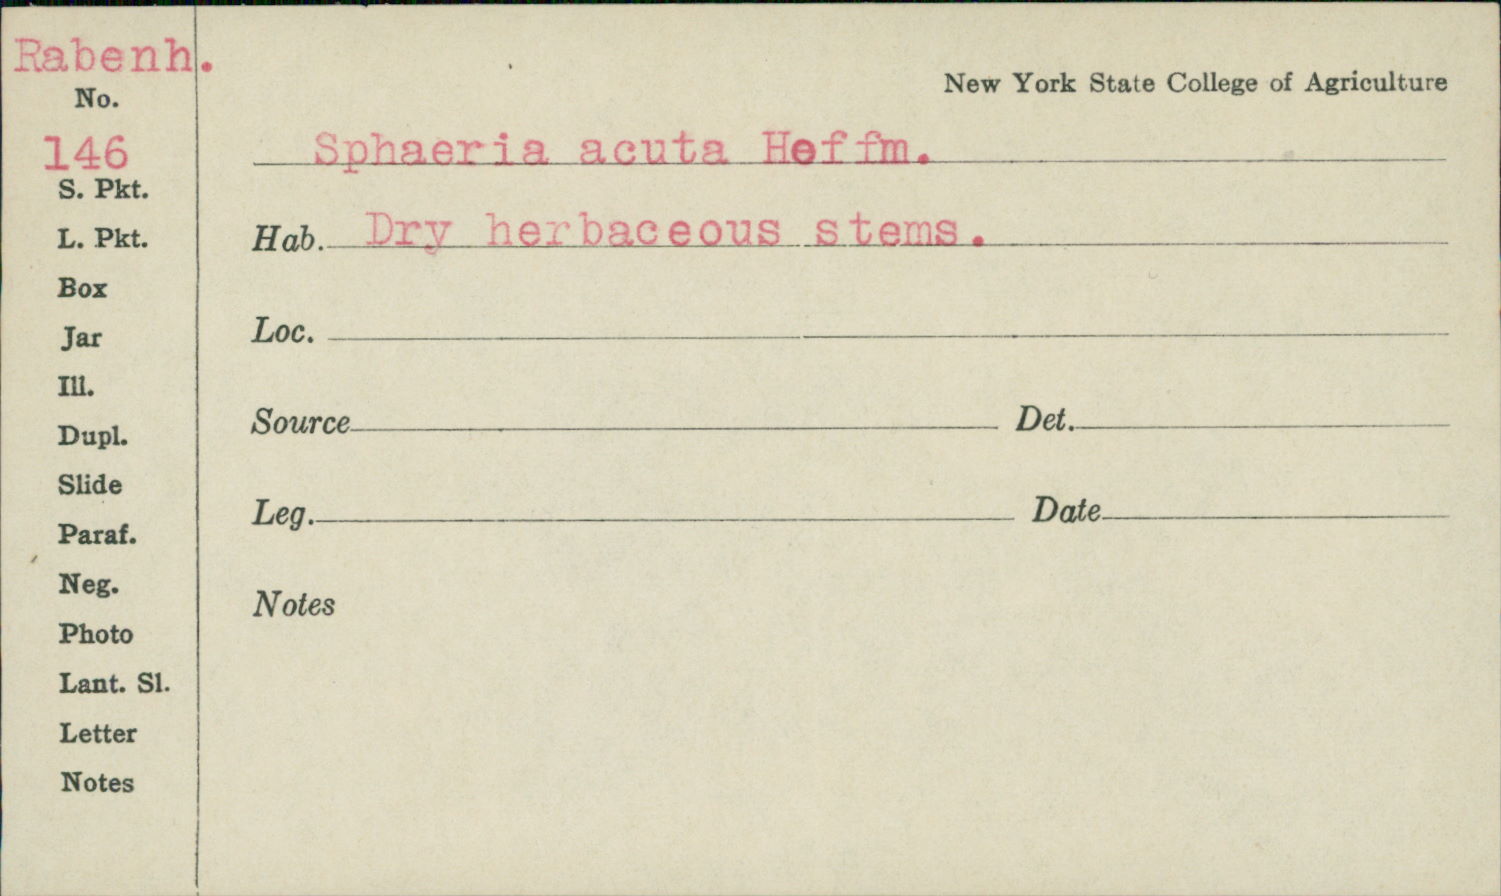 Rabenh.
No.
146
S. Pkt.
L. Pkt.
Box
Jar
Ill.
Dupl.
Slide
Paraf.
Neg.
Photo
Lant. Sl.
Letter
Notes
New York State College of Agriculture
Sphaeria acuta Hoffm.
Hab. Dry herbaceous stems.
Loc.
Source Det.
Leg. Date
Notes